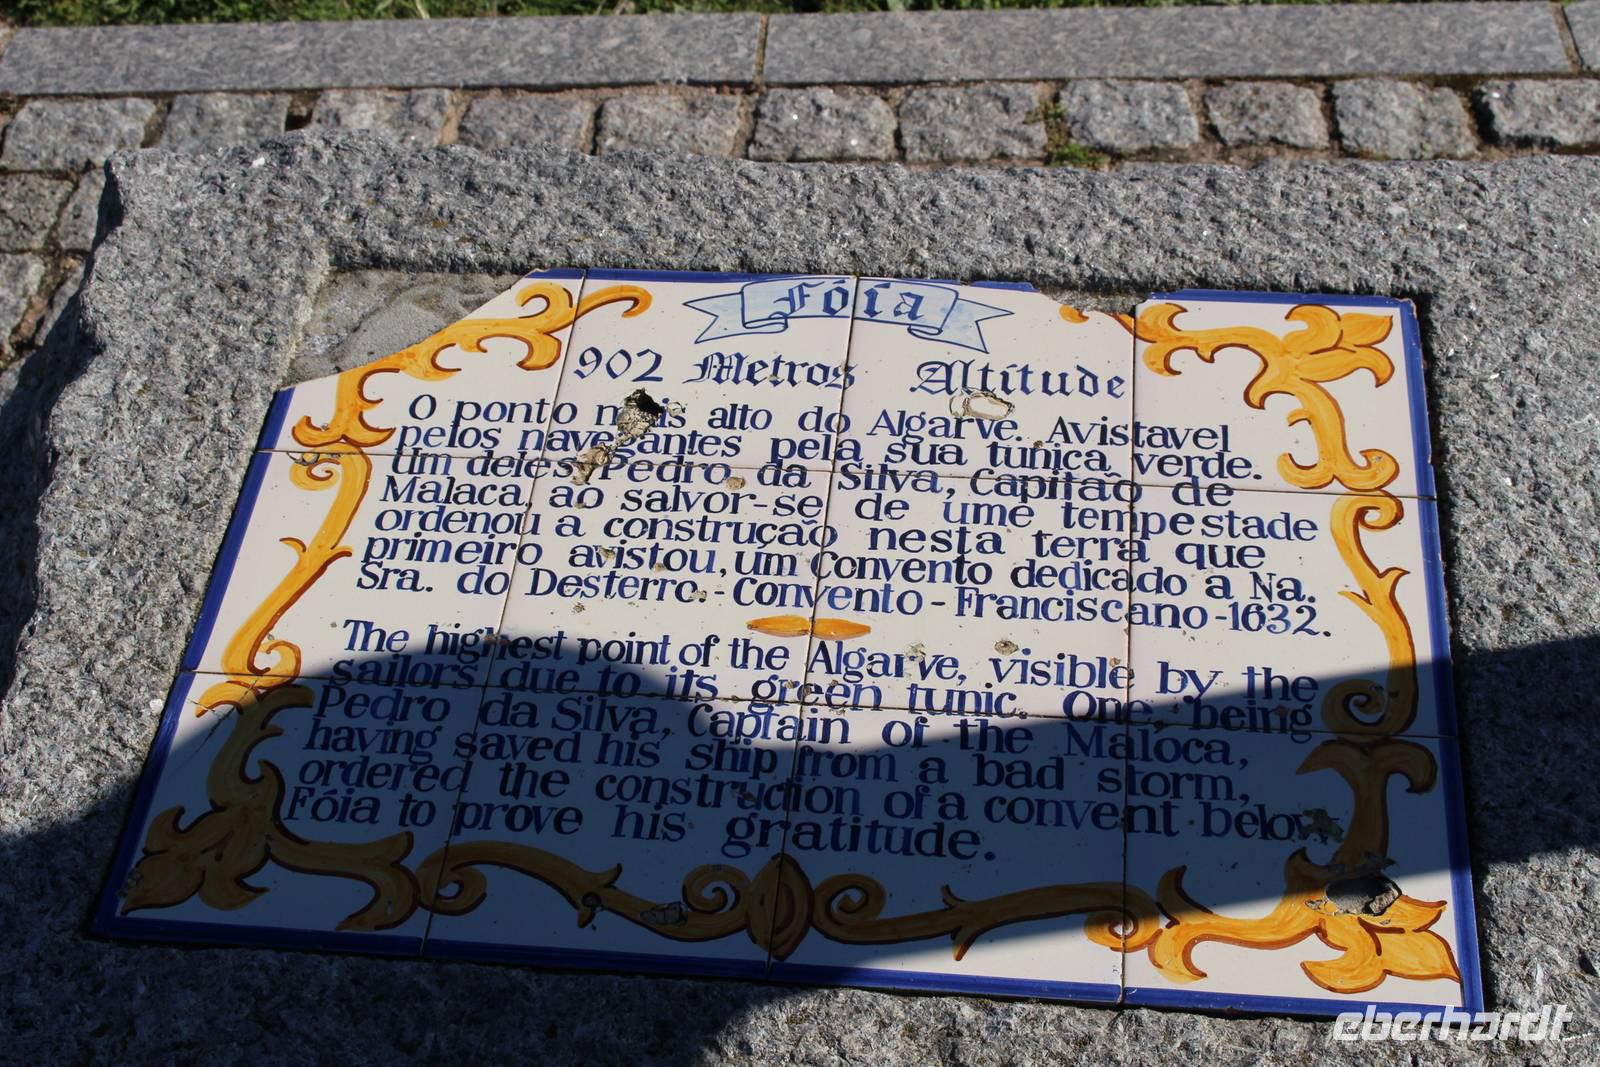 Fóia
902 Metros Altitude
O ponto mais alto do Algarve. Avistavel
pelos navegantes pela sua tunica verde.
Um deles, Pedro da Silva, Capitão de
Malaca, ao salvor-se de ume tempestade
ordenou a construção nesta terra que
primeiro avistou, um convento dedicado a Na.
Sra. do Desterro. - Convento - Franciscano - 1632.
The highest point of the Algarve, visible by the
sailors due to its green tunic. One, being
Pedro da Silva, Captain of the Maloca,
having saved his ship from a bad storm,
ordered the construction of a convent below
Fóia to prove his gratitude.
eberhardt